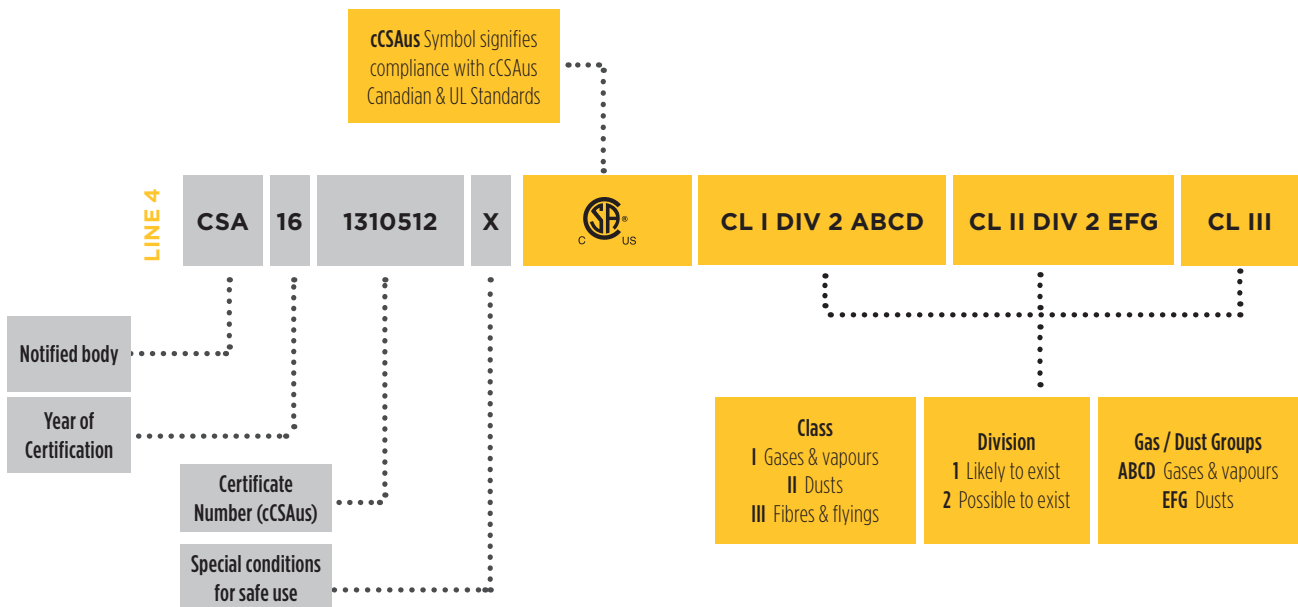 cCSAus Symbol signifies
compliance with cCSAus
Canadian & UL Standards
LINE 4
CSA
16
1310512
X
CSA ®
C US
CL I DIV 2 ABCD
CL II DIV 2 EFG
CL III
Notified body
Year of
Certification
Certificate
Number (cCSAus)
Special conditions
for safe use
Class
I Gases & vapours
II Dusts
III Fibres & flyings
Division
1 Likely to exist
2 Possible to exist
Gas / Dust Groups
ABCD Gases & vapours
EFG Dusts